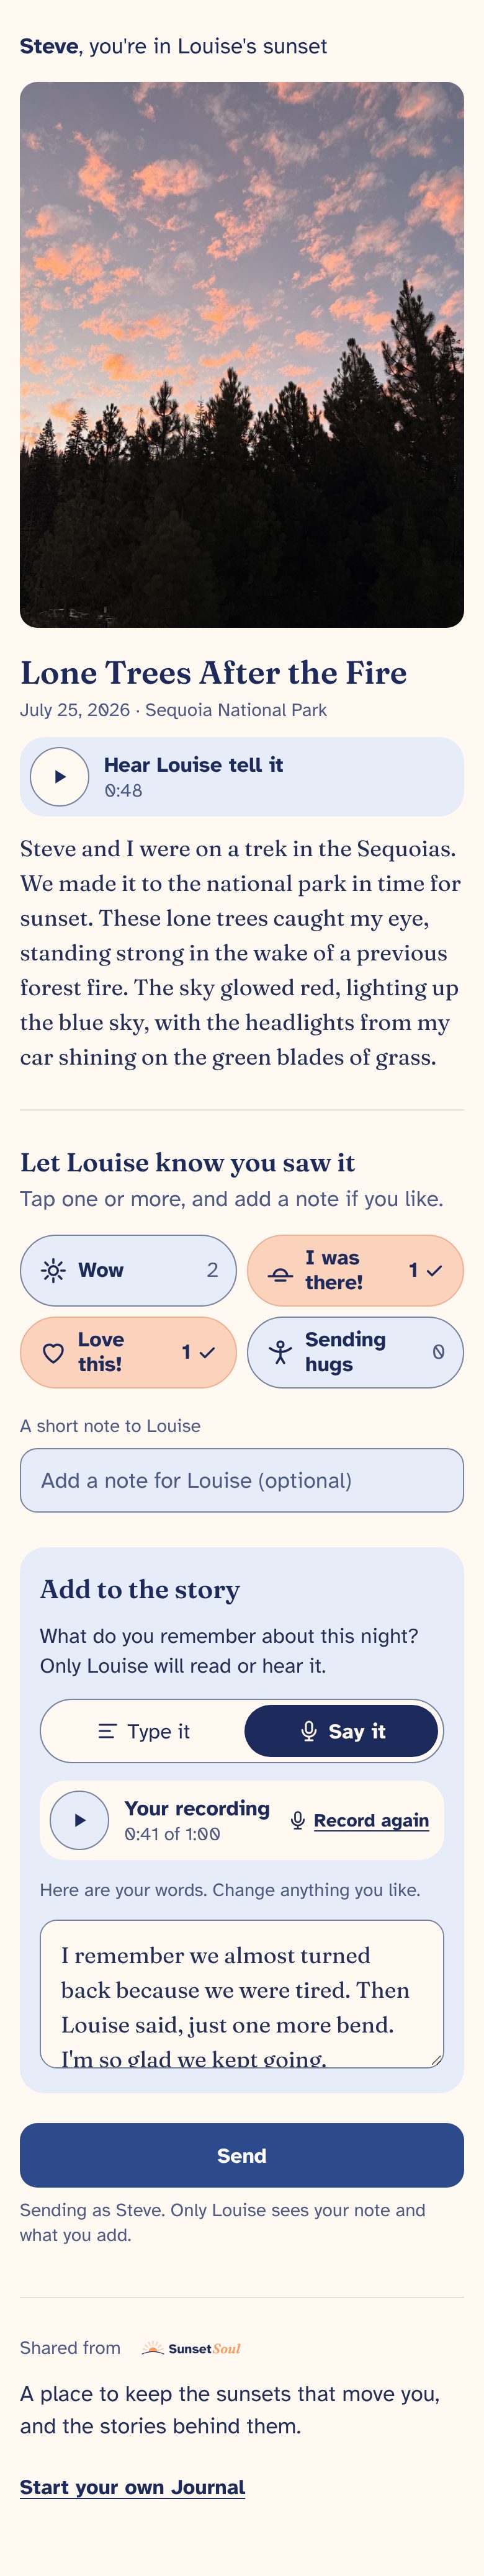 Steve, you're in Louise's sunset
Lone Trees After the Fire
July 25, 2026 · Sequoia National Park
Hear Louise tell it
0:48
Steve and I were on a trek in the Sequoias.
We made it to the national park in time for
sunset. These lone trees caught my eye,
standing strong in the wake of a previous
forest fire. The sky glowed red, lighting up
the blue sky, with the headlights from my
car shining on the green blades of grass.
Let Louise know you saw it
Tap one or more, and add a note if you like.
Wow 2
I was
there! 1
Love
this! 1
Sending
hugs 0
A short note to Louise
Add a note for Louise (optional)
Add to the story
What do you remember about this night?
Only Louise will read or hear it.
Type it Say it
Your recording
0:41 of 1:00
Record again
Here are your words. Change anything you like.
I remember we almost turned
back because we were tired. Then
Louise said, just one more bend.
I'm so glad we kept going.
Send
Sending as Steve. Only Louise sees your note and
what you add.
Shared from SunsetSoul
A place to keep the sunsets that move you,
and the stories behind them.
Start your own Journal